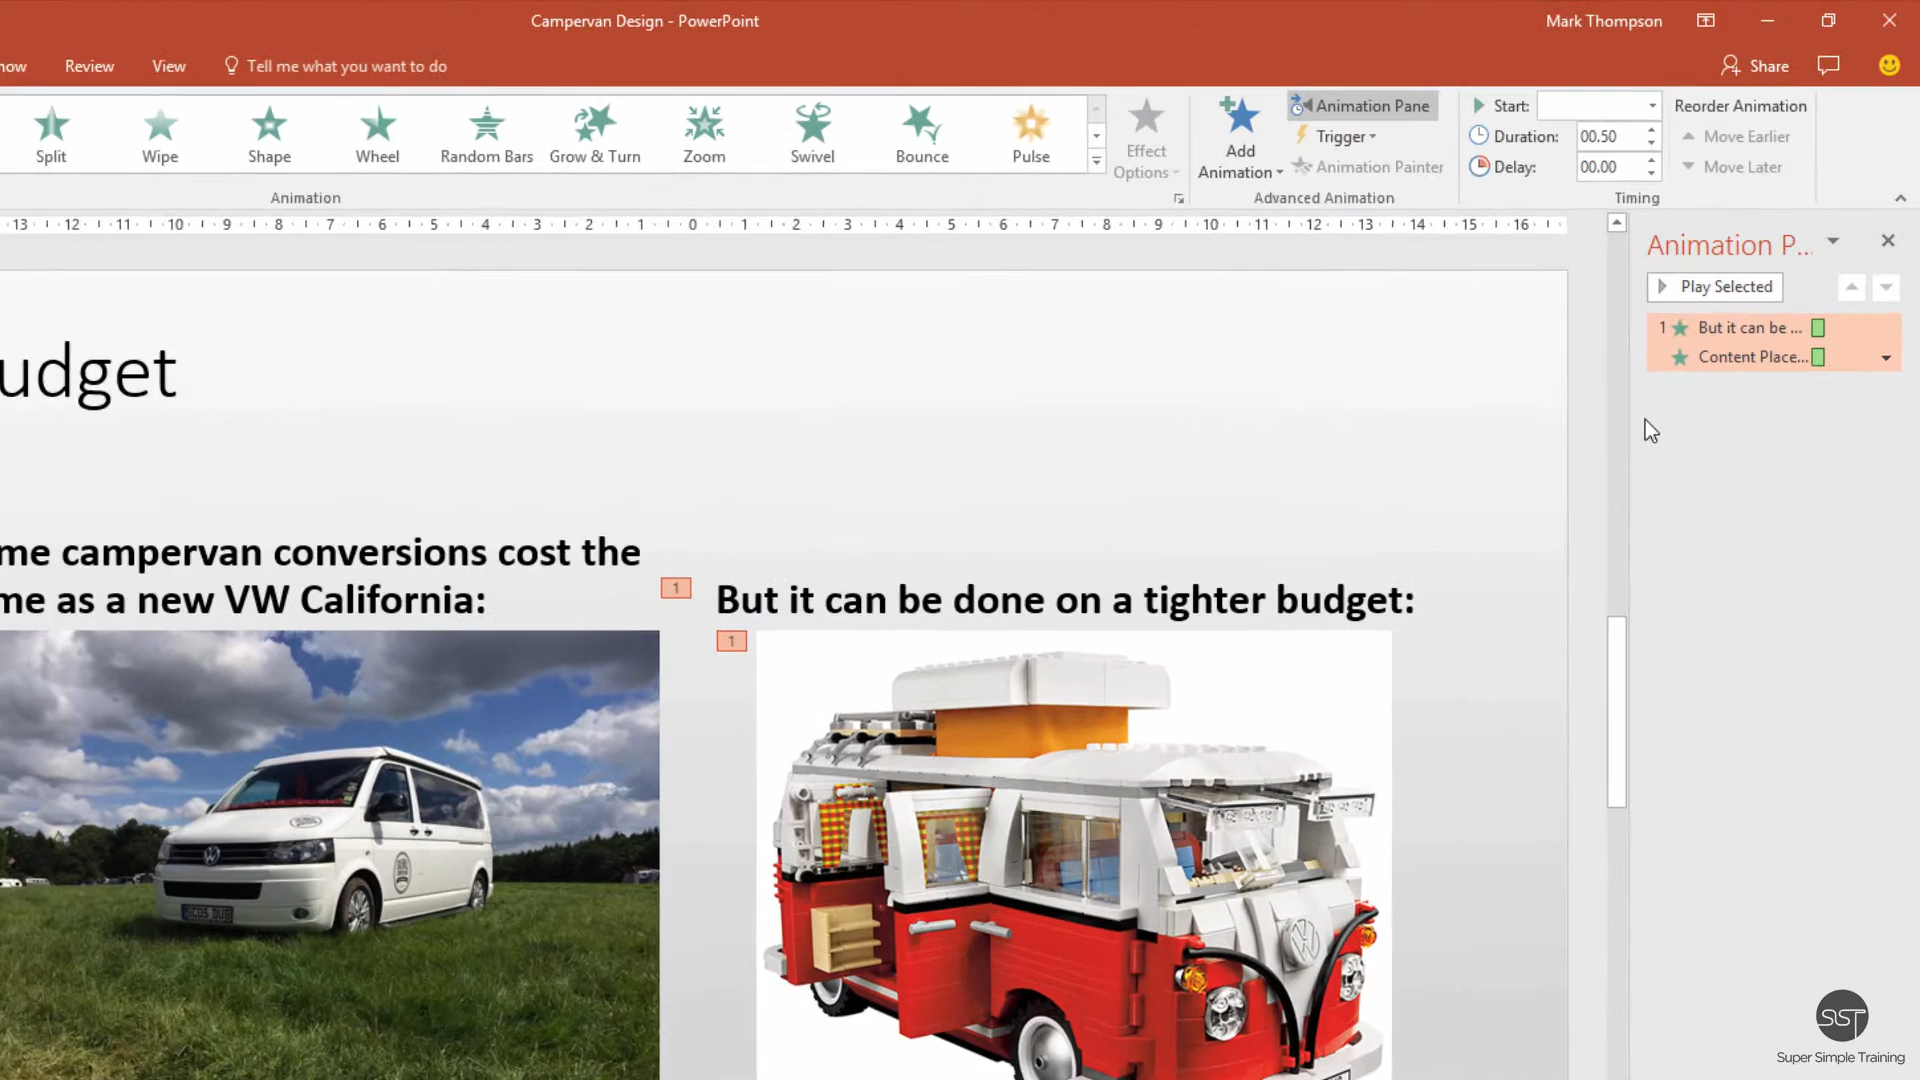 Campervan Design - PowerPoint
Mark Thompson
now Review View Tell me what you want to do
Share
Split Wipe Shape Wheel Random Bars Grow & Turn Zoom Swivel Bounce Pulse
Effect Options
Add Animation
Animation Pane
Trigger
Animation Painter
Start:
Duration: 00.50
Delay: 00.00
Reorder Animation
Move Earlier
Move Later
Animation
Advanced Animation
Timing
13 12 11 10 9 8 7 6 5 4 3 2 1 0 1 2 3 4 5 6 7 8 9 10 11 12 13 14 15 16
Animation P...
Play Selected
1 But it can be ...
Content Place...
udget
me campervan conversions cost the
me as a new VW California:
1
But it can be done on a tighter budget:
1
SST
Super Simple Training